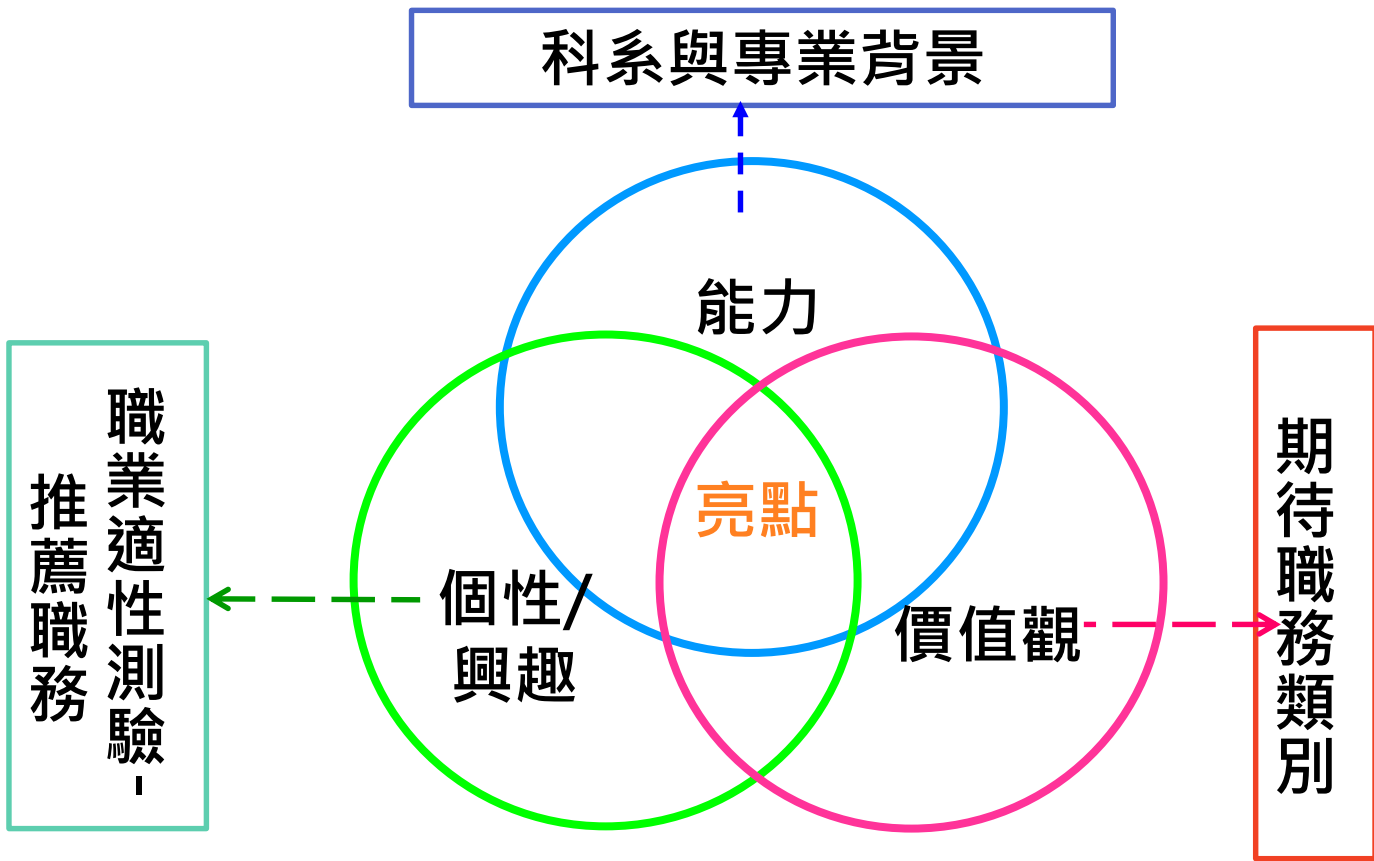 科系與專業背景
能力
亮點
個性/
興趣
價值觀
職業適性測驗-
推薦職務
期待職務類別